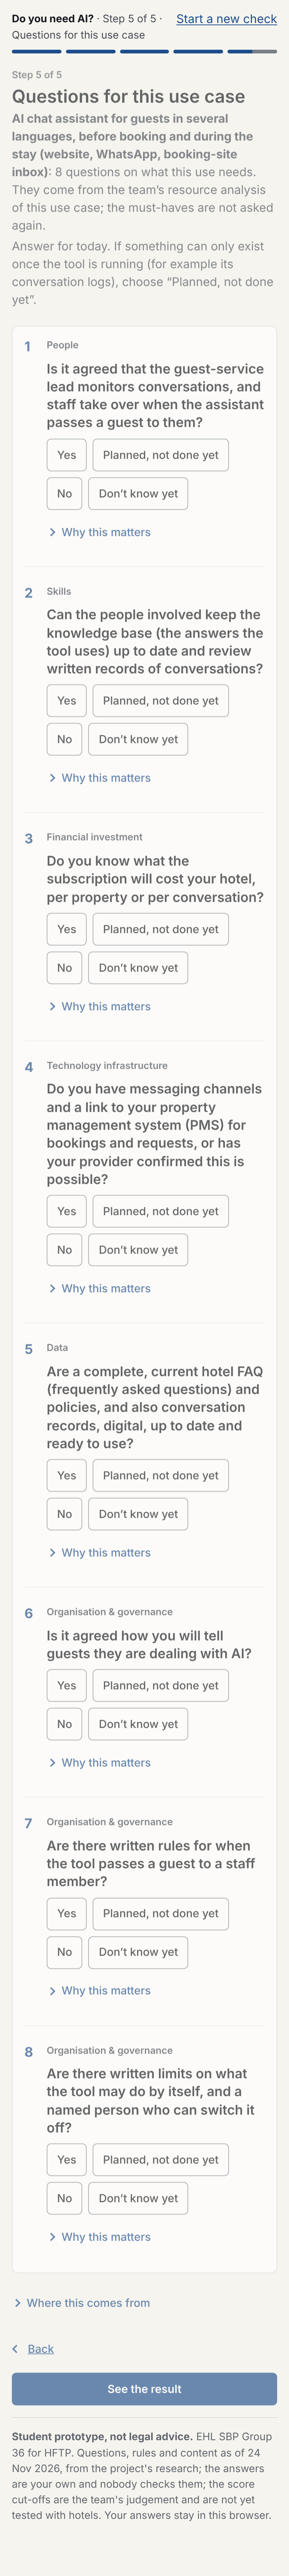 Do you need AI? · Step 5 of 5 ·
Questions for this use case
Start a new check
Step 5 of 5
Questions for this use case
AI chat assistant for guests in several
languages, before booking and during the
stay (website, WhatsApp, booking-site
inbox): 8 questions on what this use needs.
They come from the team's resource analysis
of this use case; the must-haves are not asked
again.
Answer for today. If something can only exist
once the tool is running (for example its
conversation logs), choose “Planned, not done
yet”.
1
People
Is it agreed that the guest-service
lead monitors conversations, and
staff take over when the assistant
passes a guest to them?
Yes
Planned, not done yet
No
Don’t know yet
Why this matters
2
Skills
Can the people involved keep the
knowledge base (the answers the
tool uses) up to date and review
written records of conversations?
Yes
Planned, not done yet
No
Don’t know yet
Why this matters
3
Financial investment
Do you know what the
subscription will cost your hotel,
per property or per conversation?
Yes
Planned, not done yet
No
Don’t know yet
Why this matters
4
Technology infrastructure
Do you have messaging channels
and a link to your property
management system (PMS) for
bookings and requests, or has
your provider confirmed this is
possible?
Yes
Planned, not done yet
No
Don’t know yet
Why this matters
5
Data
Are a complete, current hotel FAQ
(frequently asked questions) and
policies, and also conversation
records, digital, up to date and
ready to use?
Yes
Planned, not done yet
No
Don’t know yet
Why this matters
6
Organisation & governance
Is it agreed how you will tell
guests they are dealing with AI?
Yes
Planned, not done yet
No
Don’t know yet
Why this matters
7
Organisation & governance
Are there written rules for when
the tool passes a guest to a staff
member?
Yes
Planned, not done yet
No
Don’t know yet
Why this matters
8
Organisation & governance
Are there written limits on what
the tool may do by itself, and a
named person who can switch it
off?
Yes
Planned, not done yet
No
Don’t know yet
Why this matters
Where this comes from
Back
See the result
Student prototype, not legal advice. EHL SBP Group
36 for HFTP. Questions, rules and content as of 24
Nov 2026, from the project's research; the answers
are your own and nobody checks them; the score
cut-offs are the team's judgement and are not yet
tested with hotels. Your answers stay in this browser.